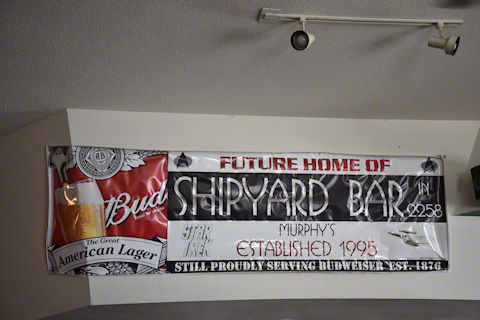 Bud
The Great
American Lager
FUTURE HOME OF
SHIPYARD BAR IN 2258
STAR TREK
MURPHY'S
ESTABLISHED 1995
STILL PROUDLY SERVING BUDWEISER EST. 1876